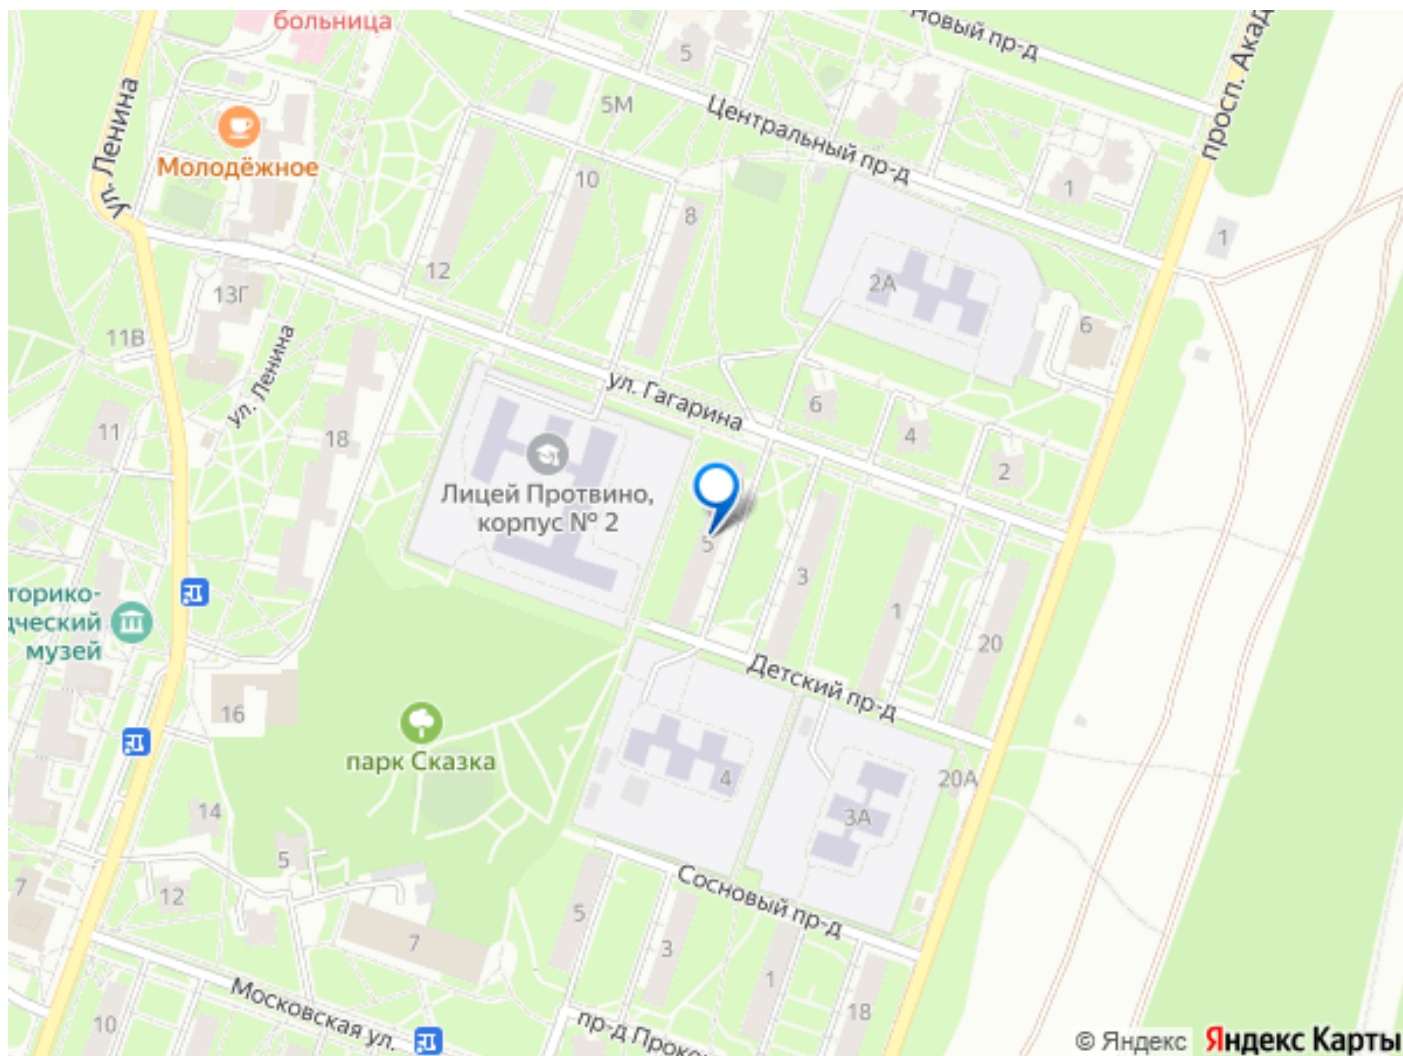 больница
Новый пр-д
просп. Акад
5
5М
Центральный пр-д
ул. Ленина
Молодёжное
10
8
1
1
12
2А
13Г
6
11В
ул. Ленина
ул. Гагарина
18
11
6
4
2
Лицей Протвино,
корпус № 2
5
3
1
20
торико-
дческий
музей
Детский пр-д
16
парк Сказка
4
20А
3А
14
5
12
7
Сосновый пр-д
5
3
1
18
7
Московская ул.
10
пр-д Проко
© Яндекс Яндекс Карты